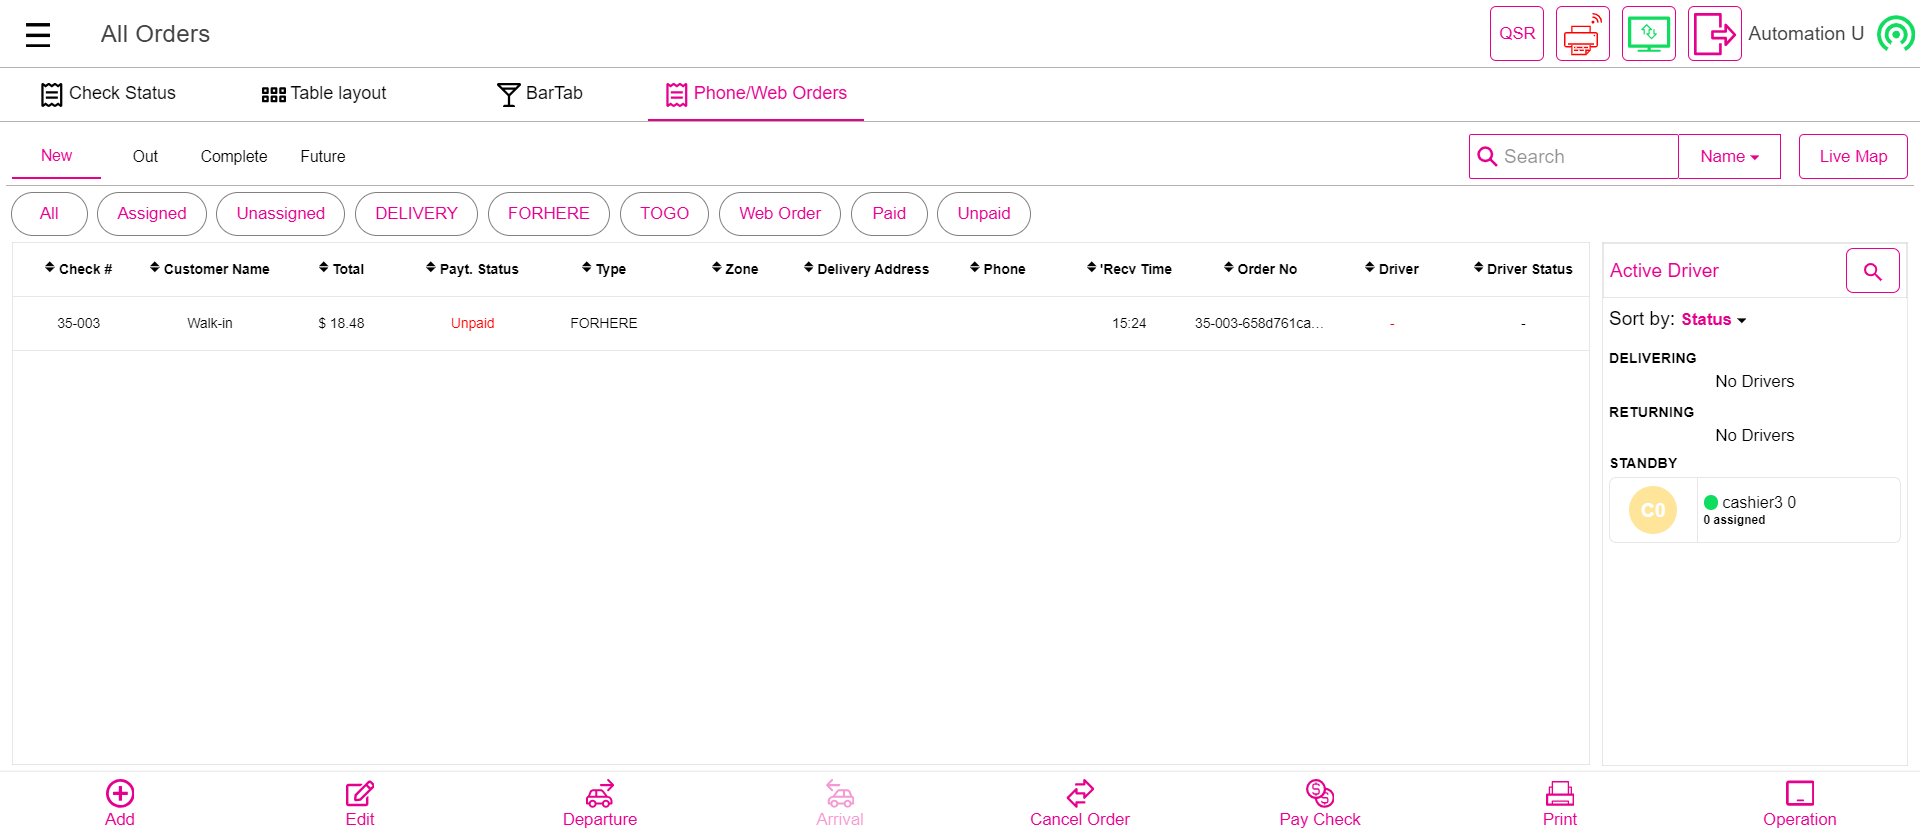 All Orders
QSR
Automation U
Check Status
Table layout
BarTab
Phone/Web Orders
New
Out
Complete
Future
Search
Name
Live Map
All
Assigned
Unassigned
DELIVERY
FORHERE
TOGO
Web Order
Paid
Unpaid
Check # Customer Name Total Payt. Status Type Zone Delivery Address Phone 'Recv Time Order No Driver Driver Status
35-003 Walk-in $ 18.48 Unpaid FORHERE 15:24 35-003-658d761ca... - -
Active Driver
Sort by: Status
DELIVERING
No Drivers
RETURNING
No Drivers
STANDBY
C0
cashier3 0
0 assigned
Add
Edit
Departure
Arrival
Cancel Order
Pay Check
Print
Operation